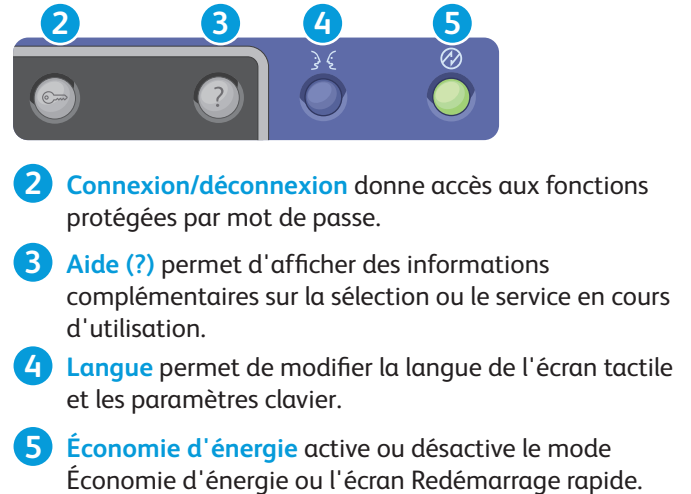 2 3 4 5
?
2 Connexion/déconnexion donne accès aux fonctions
protégées par mot de passe.
3 Aide (?) permet d'afficher des informations
complémentaires sur la sélection ou le service en cours
d'utilisation.
4 Langue permet de modifier la langue de l'écran tactile
et les paramètres clavier.
5 Économie d'énergie active ou désactive le mode
Économie d'énergie ou l'écran Redémarrage rapide.